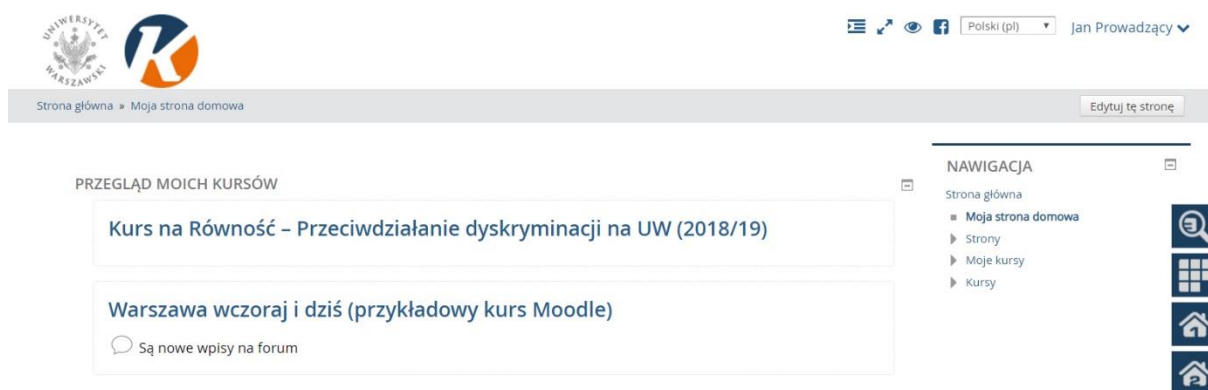 UNIWERSYTET WARSZAWSKI
K
Polski (pl)
Jan Prowadzący
Strona główna » Moja strona domowa
Edytuj tę stronę
PRZEGLĄD MOICH KURSÓW
Kurs na Równość – Przeciwdziałanie dyskryminacji na UW (2018/19)
Warszawa wczoraj i dziś (przykładowy kurs Moodle)
Są nowe wpisy na forum
NAWIGACJA
Strona główna
Moja strona domowa
Strony
Moje kursy
Kursy
1
2